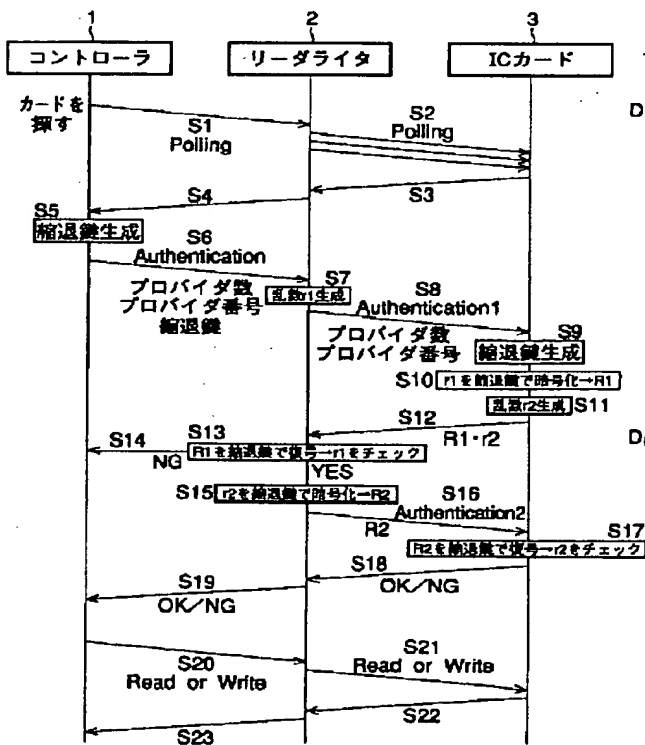 1
2
3
コントローラ
リーダライタ
ICカード
カードを
探す
S1
Polling
S2
Polling
D
S4
S3
S5
縮退鍵生成
S6
Authentication
プロバイダ数
プロバイダ番号
縮退鍵
S7
乱数r1生成
S8
Authentication1
プロバイダ数
プロバイダ番号
S9
縮退鍵生成
S10
r1を縮退鍵で暗号化→R1
乱数r2生成
S11
S12
R1・r2
S13
R1を縮退鍵で復号→r1をチェック
S14
NG
YES
S15
r2を縮退鍵で暗号化→R2
S16
Authentication2
R2
S17
R2を縮退鍵で復号→r2をチェック
S18
OK/NG
S19
OK/NG
S20
Read or Write
S21
Read or Write
S22
S23